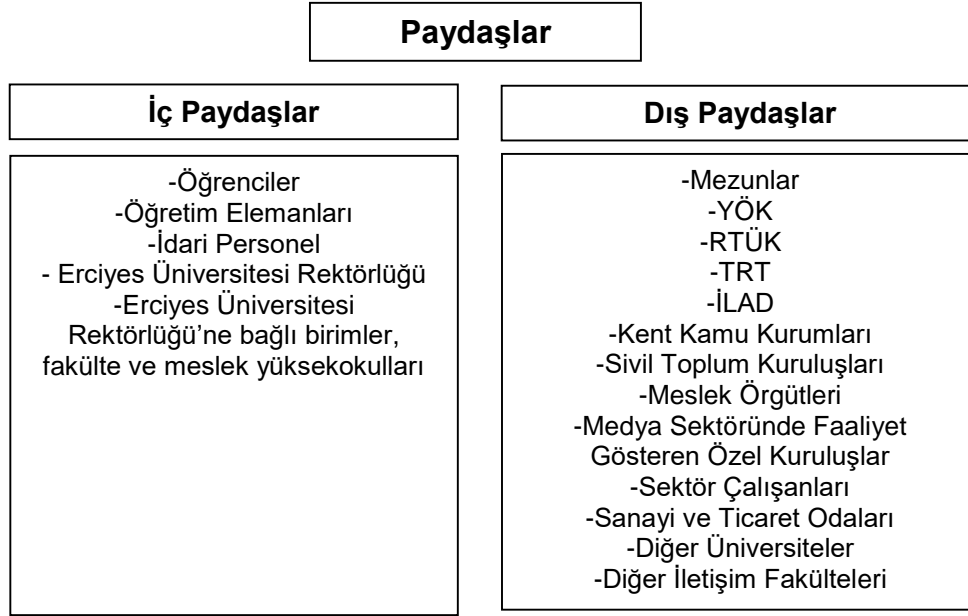 Paydaşlar
İç Paydaşlar
-Öğrenciler
-Öğretim Elemanları
-İdari Personel
- Erciyes Üniversitesi Rektörlüğü
-Erciyes Üniversitesi
Rektörlüğü’ne bağlı birimler,
fakülte ve meslek yüksekokulları
Dış Paydaşlar
-Mezunlar
-YÖK
-RTÜK
-TRT
-İLAD
-Kent Kamu Kurumları
-Sivil Toplum Kuruluşları
-Meslek Örgütleri
-Medya Sektöründe Faaliyet
Gösteren Özel Kuruluşlar
-Sektör Çalışanları
-Sanayi ve Ticaret Odaları
-Diğer Üniversiteler
-Diğer İletişim Fakülteleri